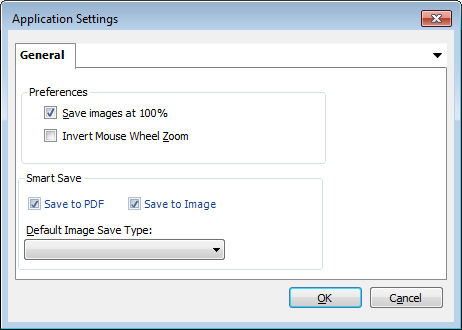 Application Settings
General
Preferences
Save images at 100%
Invert Mouse Wheel Zoom
Smart Save
Save to PDF Save to Image
Default Image Save Type:
OK Cancel